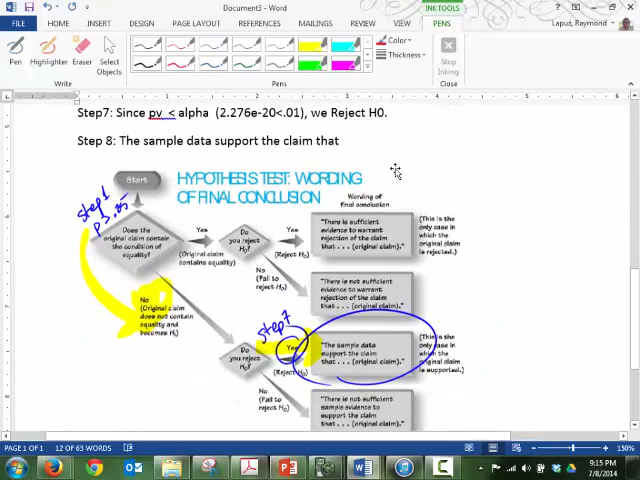 Document3 - Word
INK TOOLS
FILE
HOME
INSERT
DESIGN
PAGE LAYOUT
REFERENCES
MAILINGS
REVIEW
VIEW
PENS
Lapuz, Raymond
Pen
Highlighter
Eraser
Select
Objects
Color
Thickness
Stop
Inking
Write
Pens
Close
Step7: Since pv < alpha (2.276e-20<.01), we Reject H0.
Step 8: The sample data support the claim that
Start
HYPOTHESIS TEST: WORDING
OF FINAL CONCLUSION
Wording of
final conclusion
step1
Does the
original claim contain
the condition of
equality?
Yes
(Original claim
contains equality)
Do
you reject
H₀?
Yes
(Reject H₀)
"There is sufficient
evidence to warrant
rejection of the claim
that . . . (original claim)."
(This is the
only case in
which the
original claim
is rejected.)
No
(Fail to
reject H₀)
"There is not sufficient
evidence to warrant
rejection of the claim
that . . . (original claim)."
No
(Original claim
does not contain
equality and
becomes H₁)
step7
Do
you reject
H₀?
Yes
(Reject H₀)
"The sample data
support the claim
that . . . (original claim)."
(This is the
only case in
which the
original claim
is supported.)
No
(Fail to
reject H₀)
"There is not sufficient
sample evidence to
support the claim
that . . . (original claim)."
PAGE 1 OF 1
12 OF 63 WORDS
150%
9:15 PM
7/8/2014